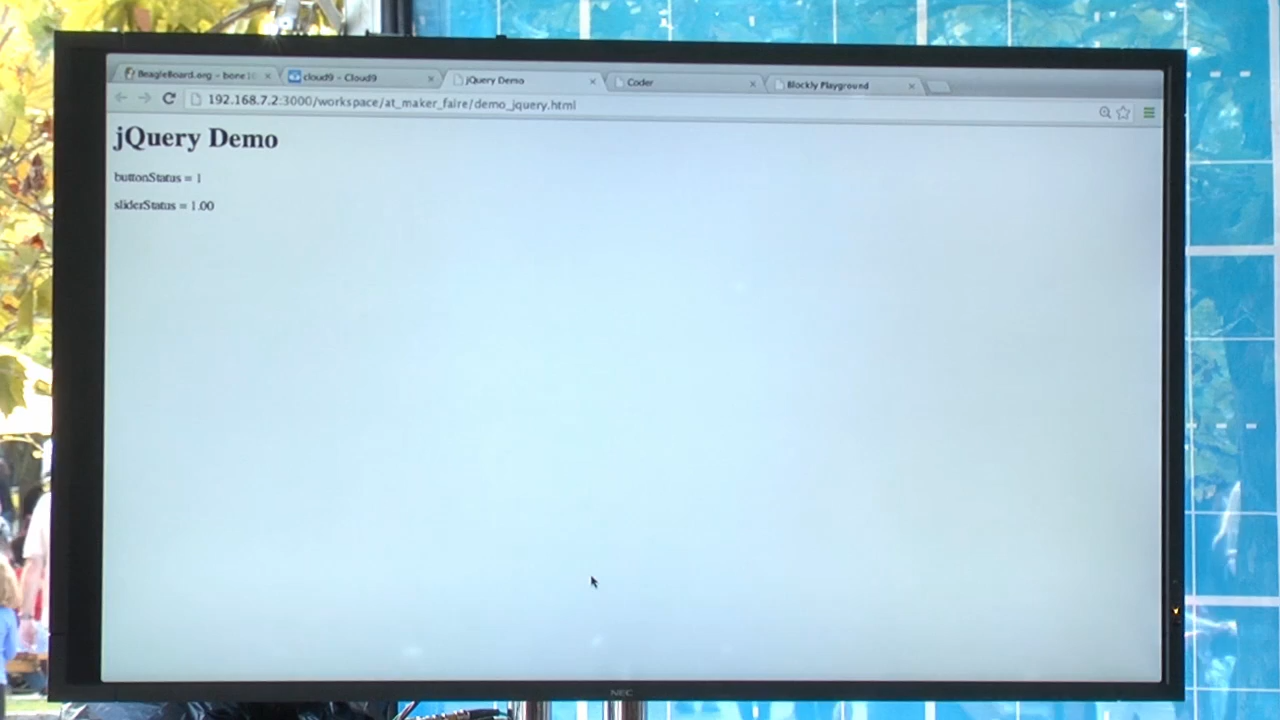 BeagleBoard.org - bone1 cloud9 - Cloud9 jQuery Demo Coder Blockly Playground
192.168.7.2:3000/workspace/at_maker_faire/demo_jquery.html
jQuery Demo
buttonStatus = 1
sliderStatus = 1.00
NEC